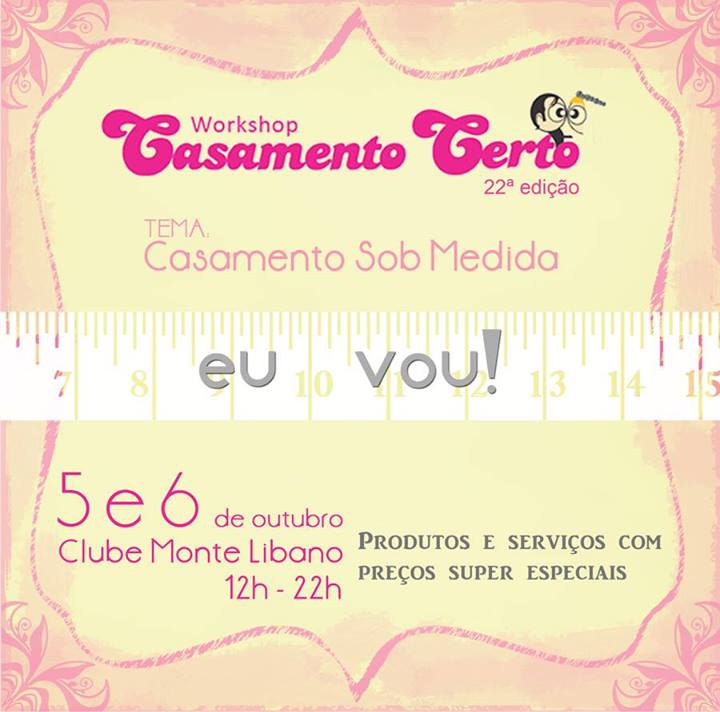 Workshop
Casamento Certo
22ª edição
TEMA:
Casamento Sob Medida
eu vou!
7 8 9 10 11 12 13 14 15
5 e 6 de outubro
Clube Monte Libano
12h - 22h
PRODUTOS E SERVIÇOS COM
PREÇOS SUPER ESPECIAIS